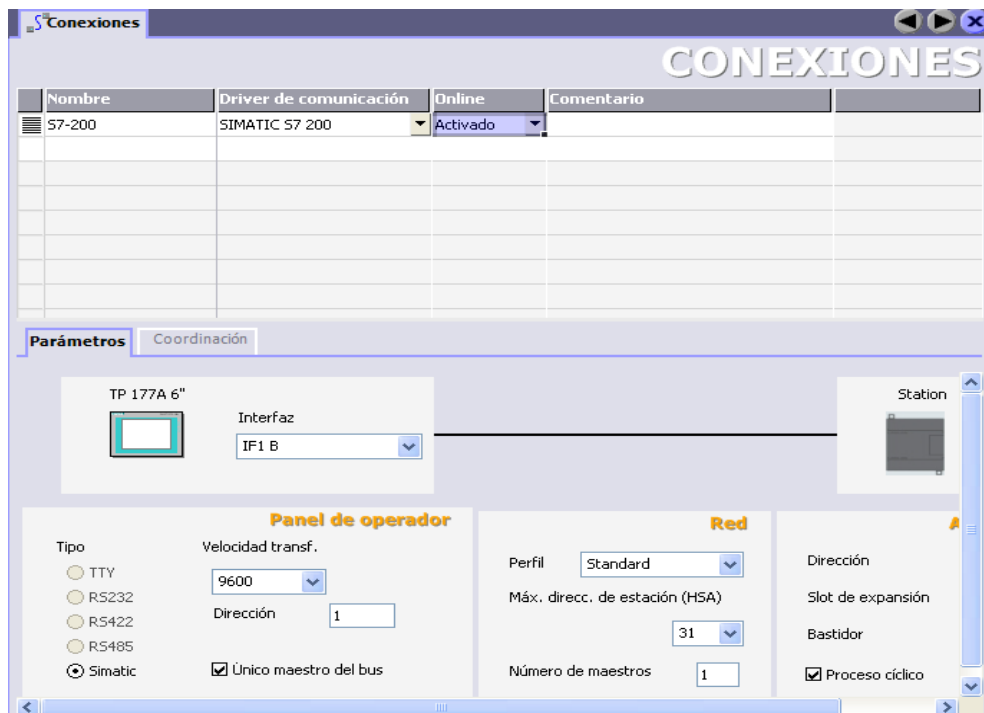 Conexiones
CONEXIONES
Nombre Driver de comunicación Online Comentario
S7-200 SIMATIC S7 200 Activado
Parámetros Coordinación
TP 177A 6"
Station
Interfaz
IF1 B
Panel de operador
Red
A
Tipo
Velocidad transf.
TTY
9600
RS232
Dirección 1
RS422
RS485
Simatic
Único maestro del bus
Perfil Standard
Máx. direcc. de estación (HSA)
31
Número de maestros 1
Dirección
Slot de expansión
Bastidor
Proceso cíclico